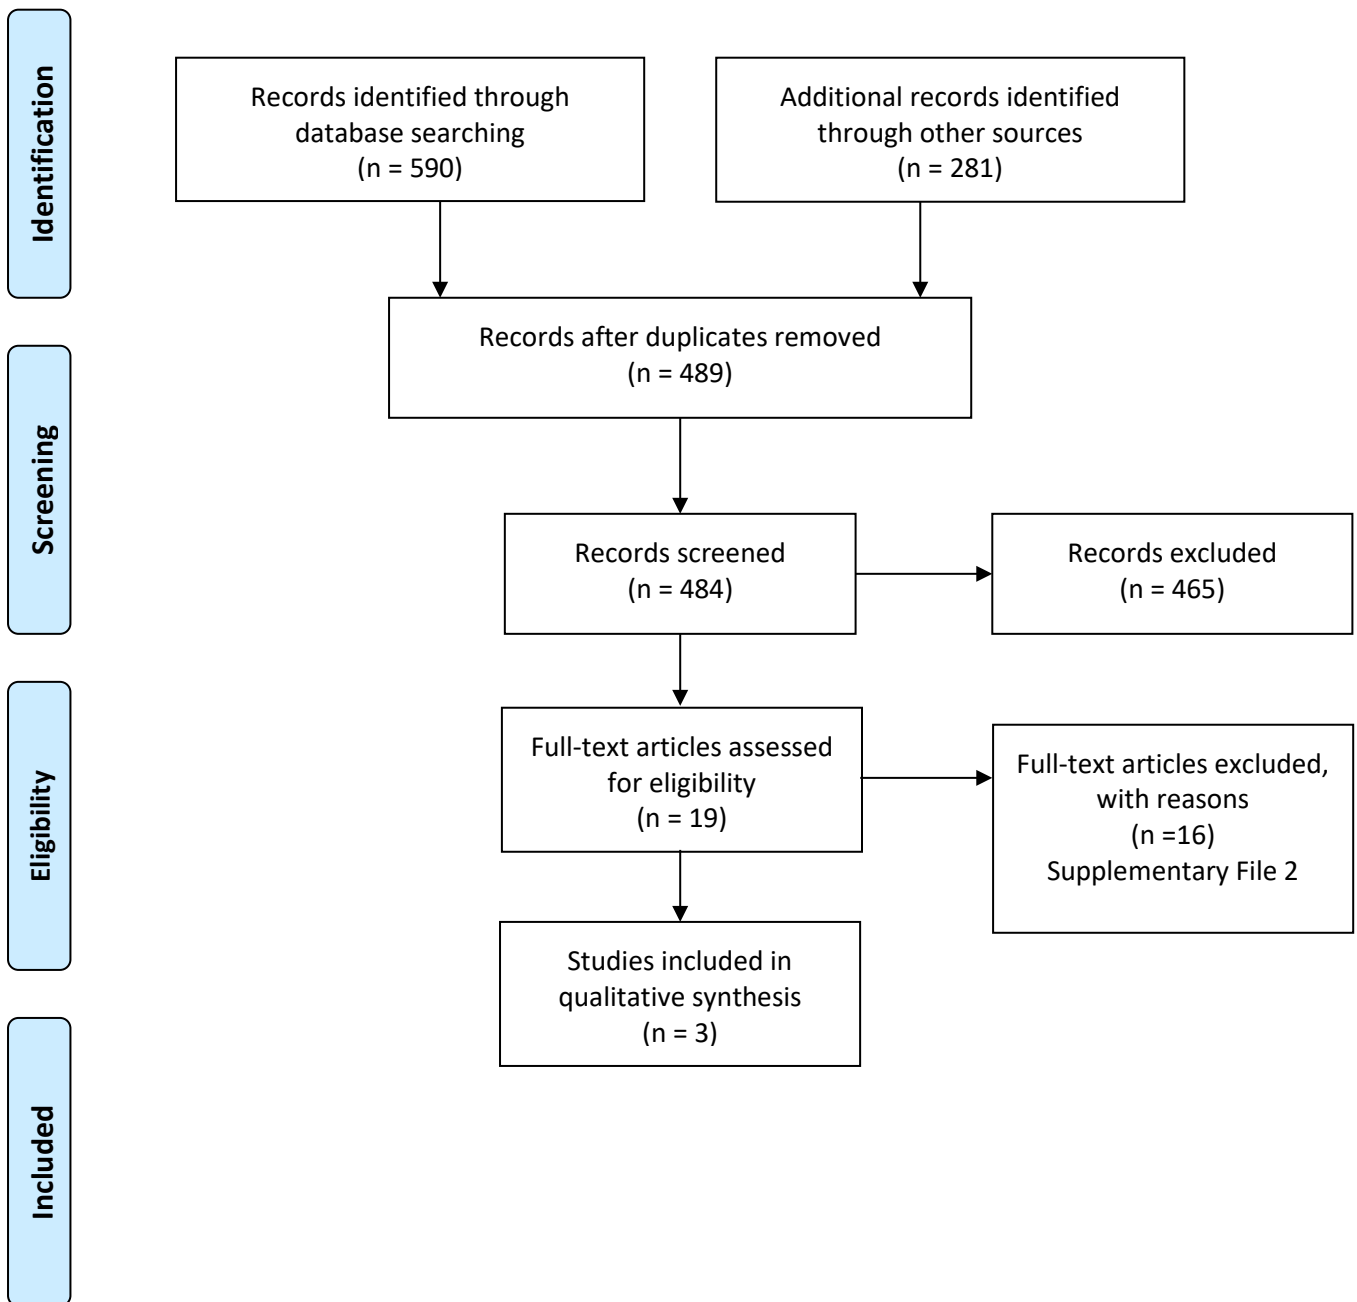 Identification
Records identified through
database searching
(n = 590)
Additional records identified
through other sources
(n = 281)
Records after duplicates removed
(n = 489)
Screening
Records screened
(n = 484)
Records excluded
(n = 465)
Eligibility
Full-text articles assessed
for eligibility
(n = 19)
Full-text articles excluded,
with reasons
(n =16)
Supplementary File 2
Studies included in
qualitative synthesis
(n = 3)
Included